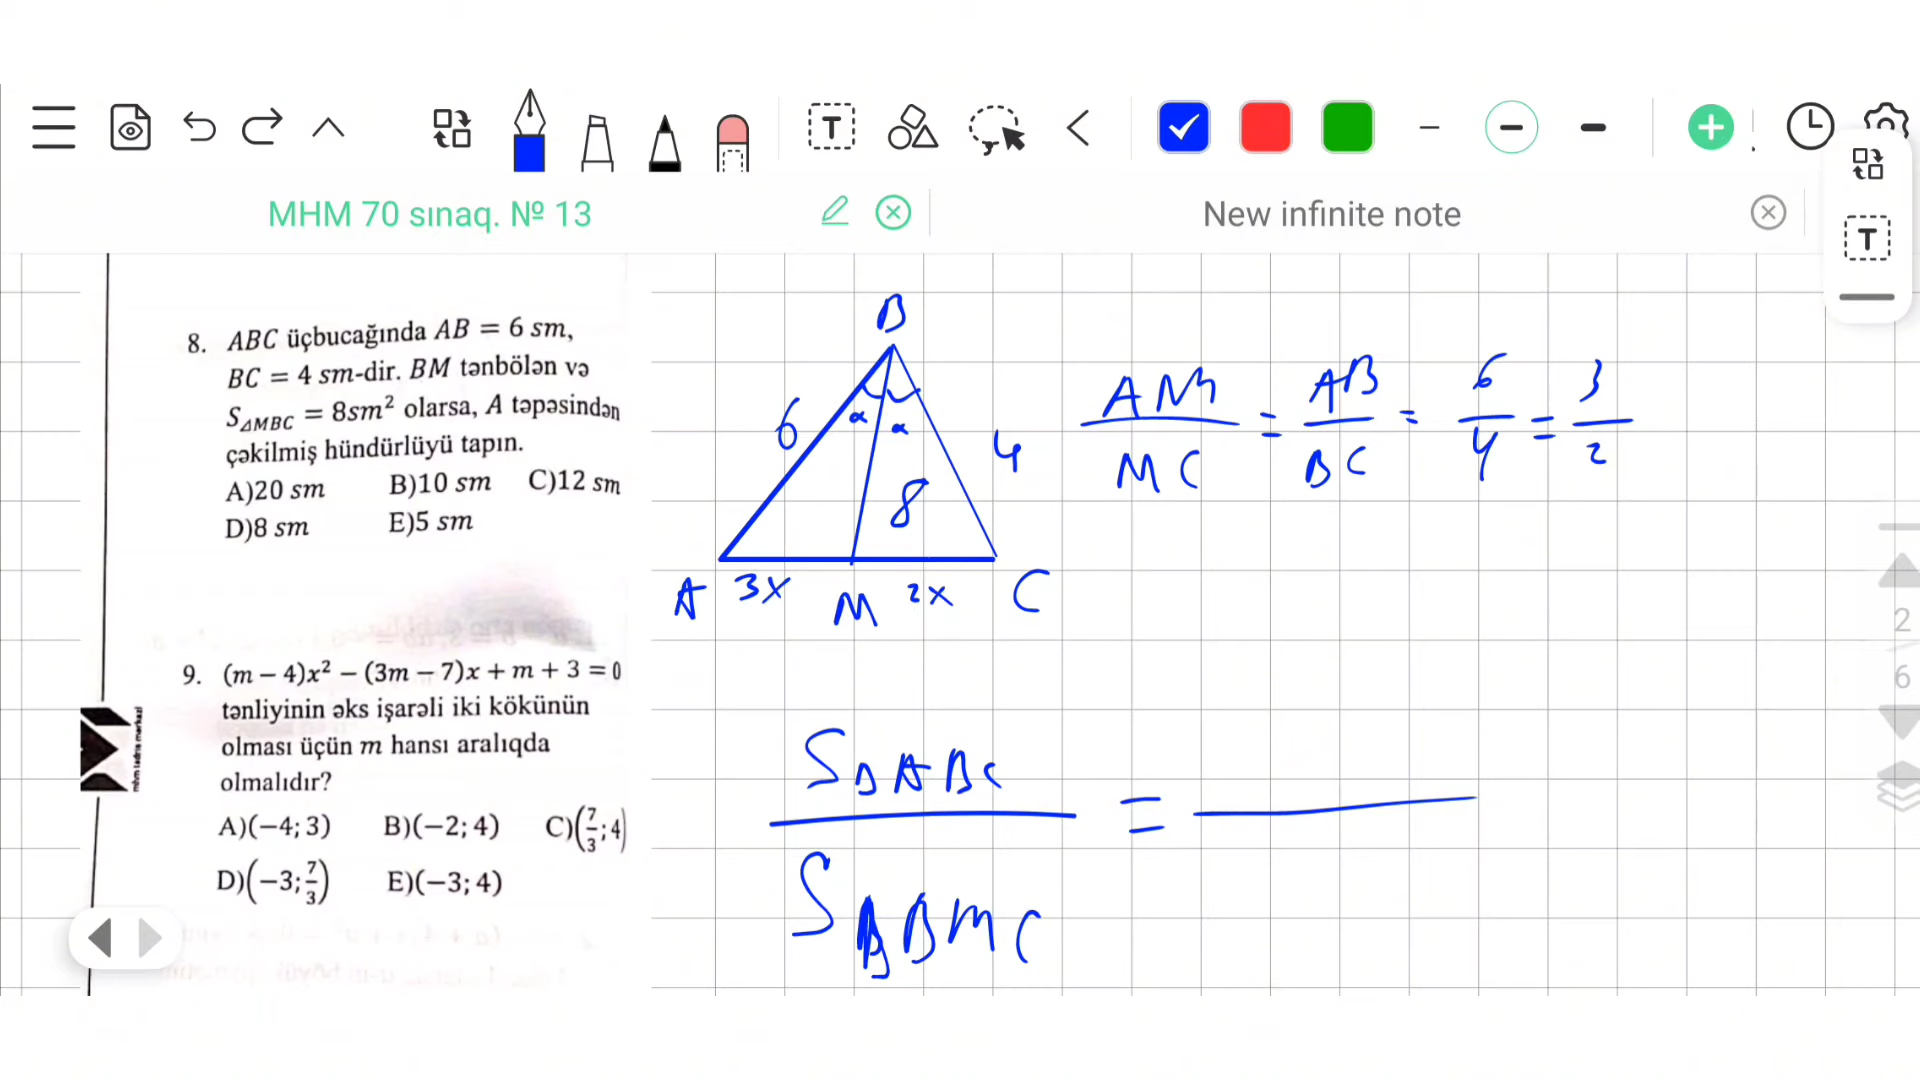 T
MHM 70 sınaq. № 13
New infinite note
T
8. ABC üçbucağında AB = 6 sm,
BC = 4 sm-dir. BM tənbölən və
S△MBC = 8sm² olarsa, A təpəsindən
çəkilmiş hündürlüyü tapın.
A)20 sm B)10 sm C)12 sm
D)8 sm E)5 sm
9. (m − 4)x² − (3m − 7)x + m + 3 = 0
tənliyinin əks işarəli iki kökünün
olması üçün m hansı aralıqda
olmalıdır?
A)(−4; 3) B)(−2; 4) C)(7/3; 4)
D)(−3; 7/3) E)(−3; 4)
mhm tədris mərkəzi
B
6 α α 4
8
A 3x M 2x C
AM/MC = AB/BC = 6/4 = 3/2
S△ABC
=
S△BMC
2
6